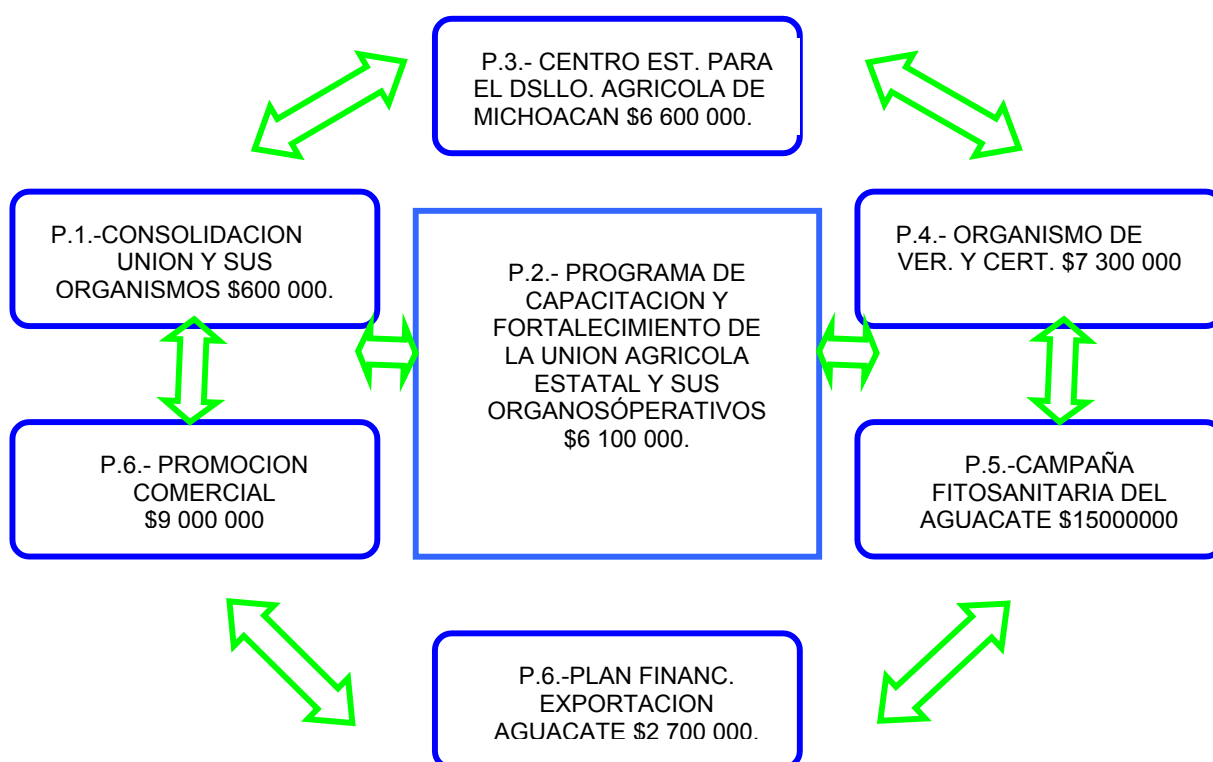 P.3.- CENTRO EST. PARA
EL DSLLO. AGRICOLA DE
MICHOACAN $6 600 000.
P.1.-CONSOLIDACION
UNION Y SUS
ORGANISMOS $600 000.
P.2.- PROGRAMA DE
CAPACITACION Y
FORTALECIMIENTO DE
LA UNION AGRICOLA
ESTATAL Y SUS
ORGANOSÓPERATIVOS
$6 100 000.
P.4.- ORGANISMO DE
VER. Y CERT. $7 300 000
P.6.- PROMOCION
COMERCIAL
$9 000 000
P.5.-CAMPAÑA
FITOSANITARIA DEL
AGUACATE $15000000
P.6.-PLAN FINANC.
EXPORTACION
AGUACATE $2 700 000.